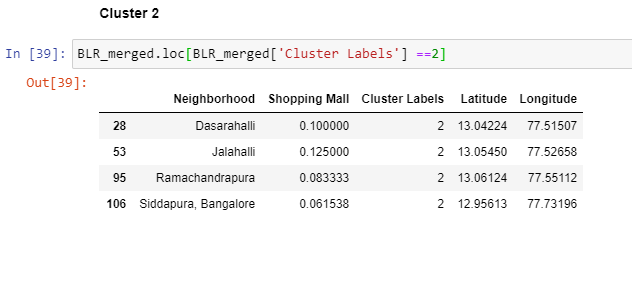 Cluster 2
In [39]: BLR_merged.loc[BLR_merged['Cluster Labels'] ==2]
Out[39]:
Neighborhood Shopping Mall Cluster Labels Latitude Longitude
28 Dasarahalli 0.100000 2 13.04224 77.51507
53 Jalahalli 0.125000 2 13.05450 77.52658
95 Ramachandrapura 0.083333 2 13.06124 77.55112
106 Siddapura, Bangalore 0.061538 2 12.95613 77.73196